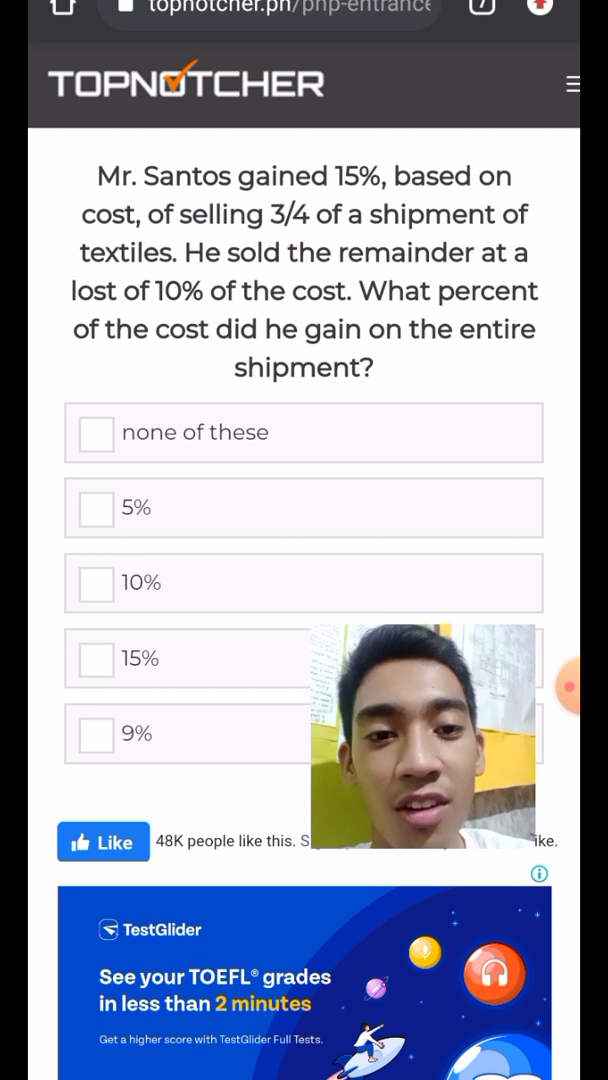 topnotcher.ph/pnp-entrance
TOPNOTCHER
Mr. Santos gained 15%, based on
cost, of selling 3/4 of a shipment of
textiles. He sold the remainder at a
lost of 10% of the cost. What percent
of the cost did he gain on the entire
shipment?
none of these
5%
10%
15%
9%
Like
48K people like this.
ike.
TestGlider
See your TOEFL® grades
in less than 2 minutes
Get a higher score with TestGlider Full Tests.